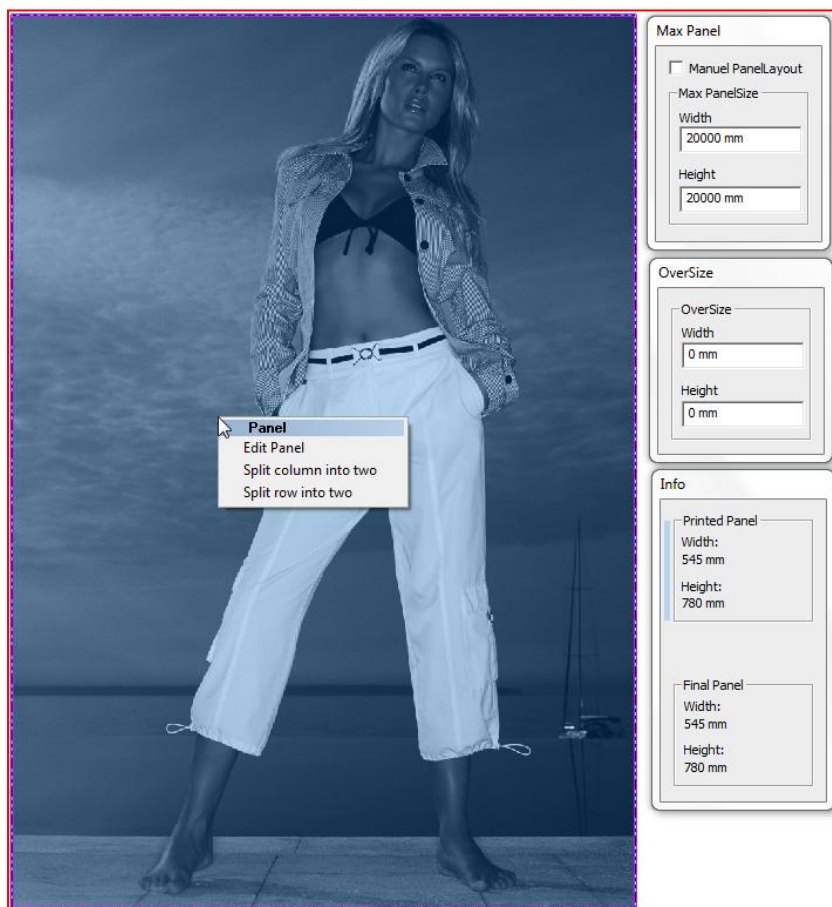 Panel
Edit Panel
Split column into two
Split row into two
Max Panel
Manuel PanelLayout
Max PanelSize
Width
20000 mm
Height
20000 mm
OverSize
OverSize
Width
0 mm
Height
0 mm
Info
Printed Panel
Width:
545 mm
Height:
780 mm
Final Panel
Width:
545 mm
Height:
780 mm